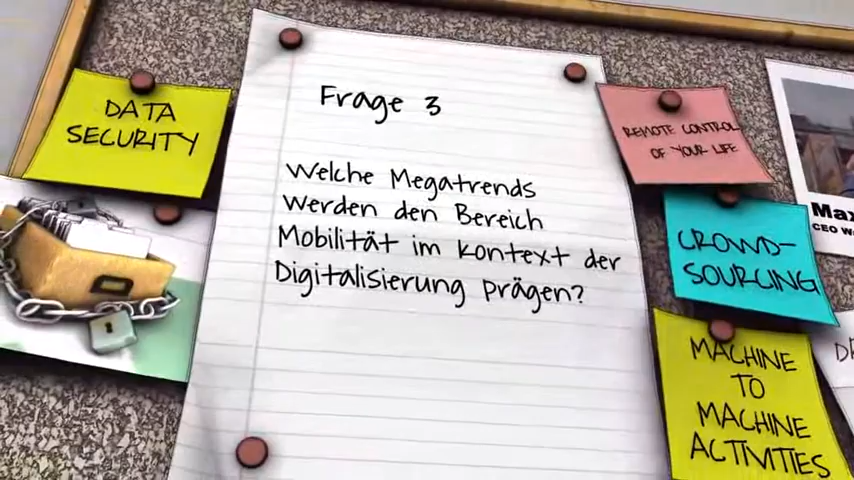 DATA
SECURITY
Frage 3
Welche Megatrends
werden den Bereich
Mobilität im Kontext der
Digitalisierung prägen?
REMOTE CONTROL
OF YOUR LIFE
CROWD-
SOURCING
MACHINE
TO
MACHINE
ACTIVITIES
Max
CEO